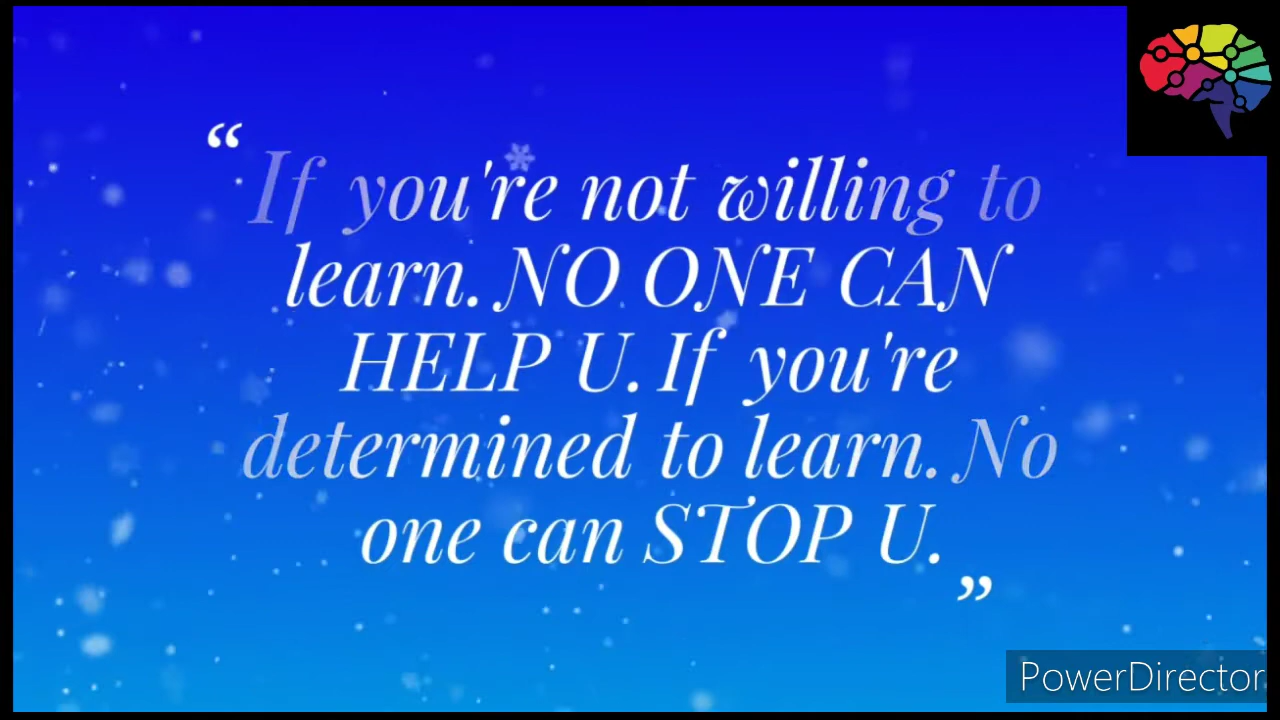 “If you're not willing to
learn. NO ONE CAN
HELP U. If you're
determined to learn. No
one can STOP U.”
PowerDirector